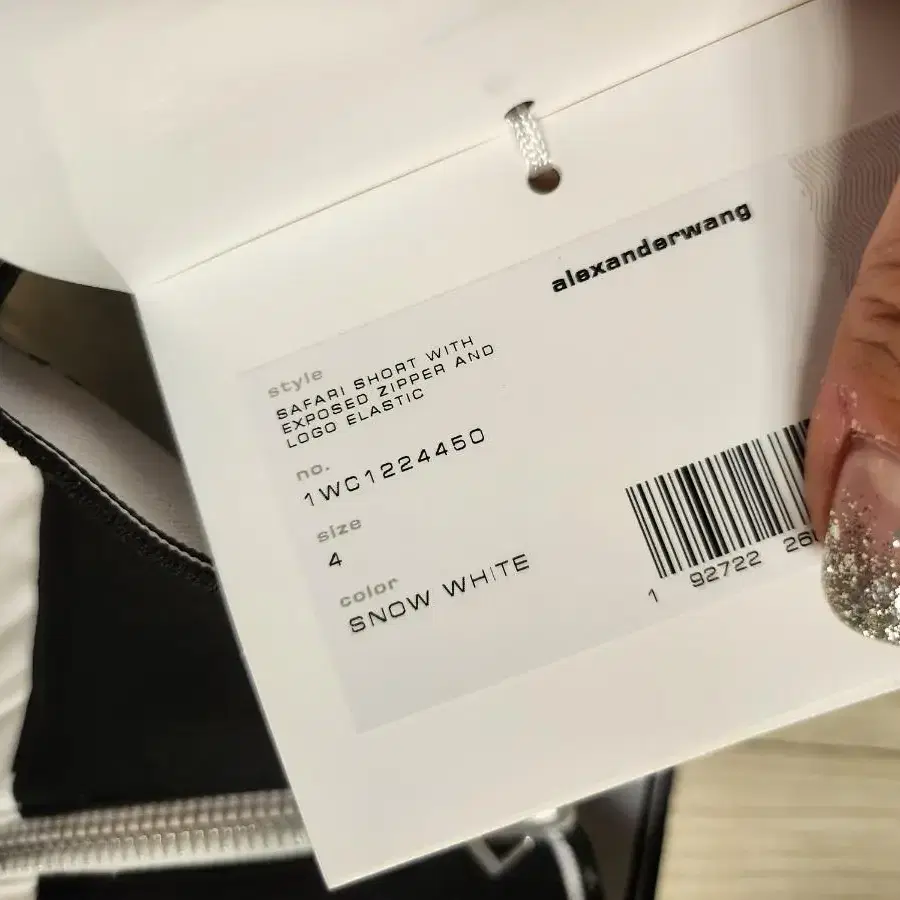 alexanderwang
style
SAFARI SHORT WITH
EXPOSED ZIPPER AND
LOGO ELASTIC
no.
1WC1224450
size
4
color
SNOW WHITE
1 92722 26